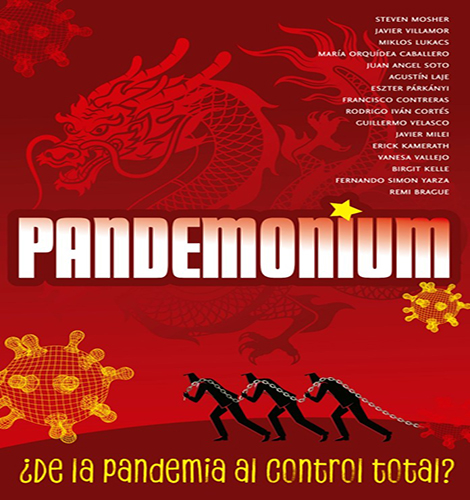 STEVEN MOSHER
JAVIER VILLAMOR
MIKLOS LUKACS
MARÍA ORQUÍDEA CABALLERO
JUAN ANGEL SOTO
AGUSTÍN LAJE
ESZTER PÁRKÁNYI
FRANCISCO CONTRERAS
RODRIGO IVÁN CORTÉS
GUILLERMO VELASCO
JAVIER MILEI
ERICK KAMERATH
VANESA VALLEJO
BIRGIT KELLE
FERNANDO SIMON YARZA
REMI BRAGUE
PANDEMONIUM
¿De la pandemia al control total?